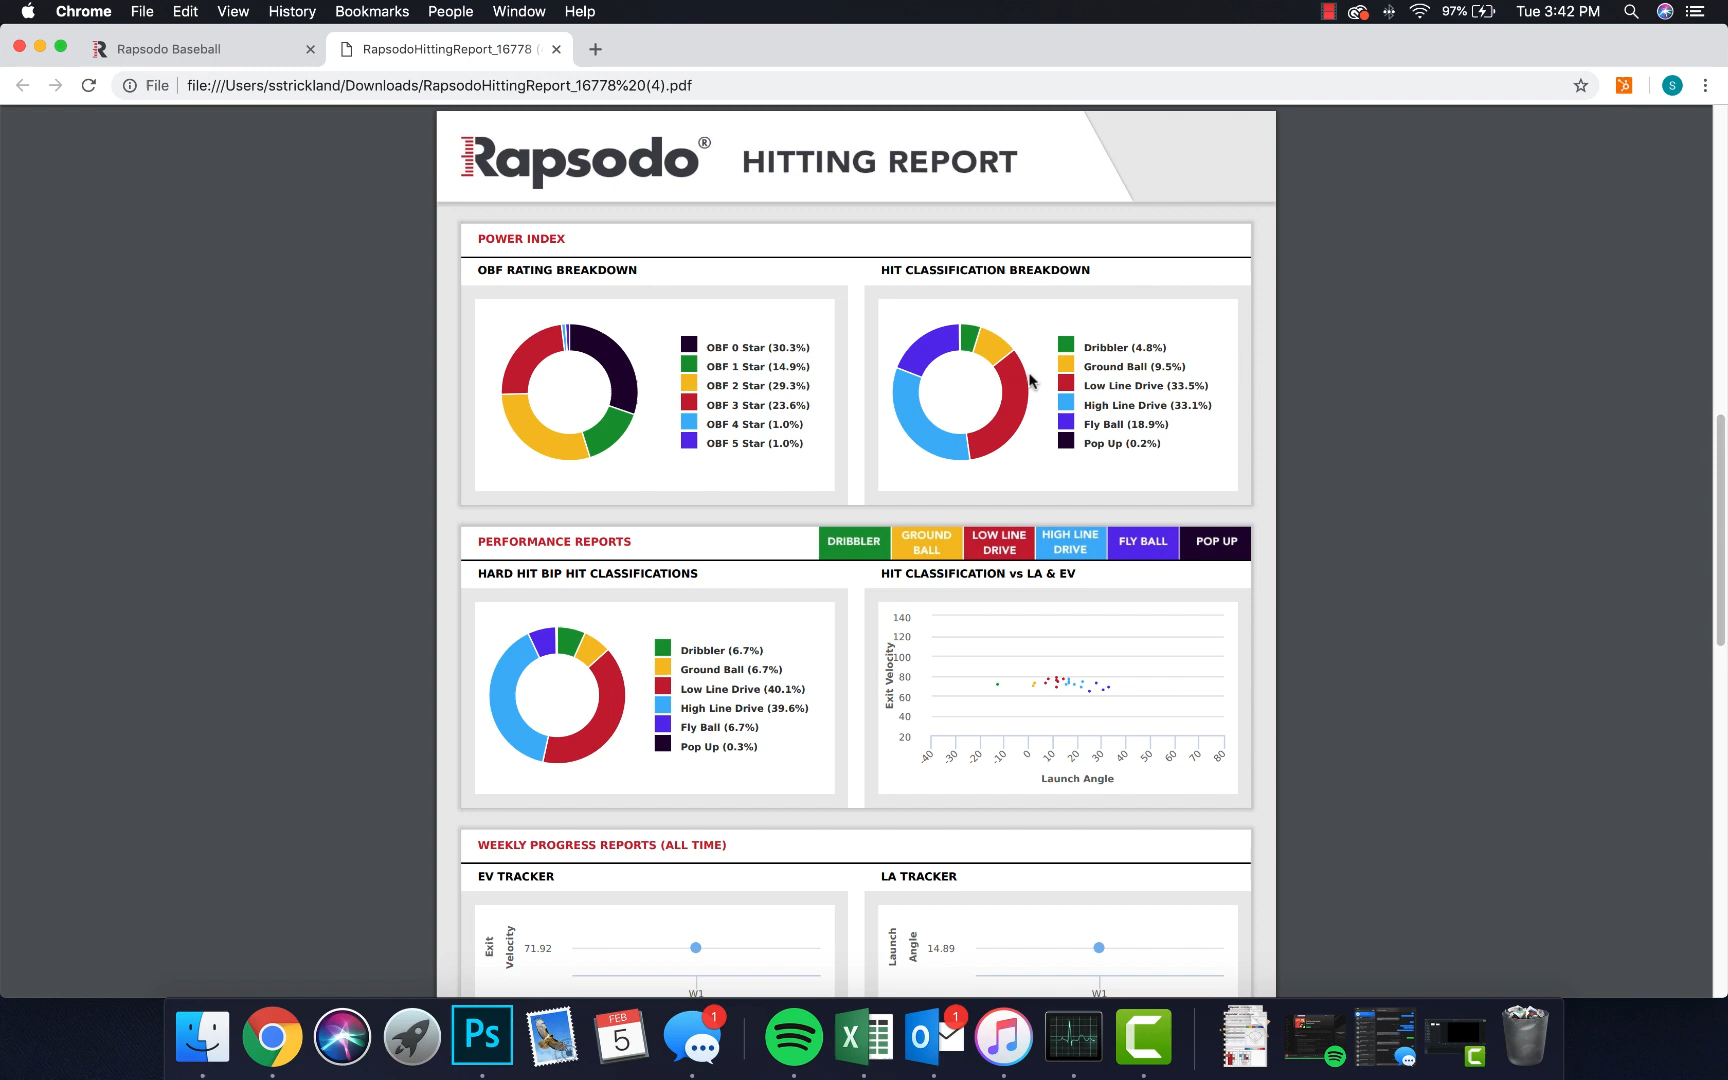 Chrome File Edit View History Bookmarks People Window Help 97% Tue 3:42 PM
Rapsodo Baseball RapsodoHittingReport_16778 (
File file:///Users/sstrickland/Downloads/RapsodoHittingReport_16778%20(4).pdf S
Rapsodo® HITTING REPORT
POWER INDEX
OBF RATING BREAKDOWN
OBF 0 Star (30.3%)
OBF 1 Star (14.9%)
OBF 2 Star (29.3%)
OBF 3 Star (23.6%)
OBF 4 Star (1.0%)
OBF 5 Star (1.0%)
HIT CLASSIFICATION BREAKDOWN
Dribbler (4.8%)
Ground Ball (9.5%)
Low Line Drive (33.5%)
High Line Drive (33.1%)
Fly Ball (18.9%)
Pop Up (0.2%)
PERFORMANCE REPORTS
DRIBBLER
GROUND
BALL
LOW LINE
DRIVE
HIGH LINE
DRIVE
FLY BALL
POP UP
HARD HIT BIP HIT CLASSIFICATIONS
Dribbler (6.7%)
Ground Ball (6.7%)
Low Line Drive (40.1%)
High Line Drive (39.6%)
Fly Ball (6.7%)
Pop Up (0.3%)
HIT CLASSIFICATION vs LA & EV
Exit Velocity
140
120
100
80
60
40
20
-40 -30 -20 -10 0 10 20 30 40 50 60 70 80
Launch Angle
WEEKLY PROGRESS REPORTS (ALL TIME)
EV TRACKER
Exit
Velocity
71.92
W1
LA TRACKER
Launch
Angle
14.89
W1
Ps
FEB
5
1
1